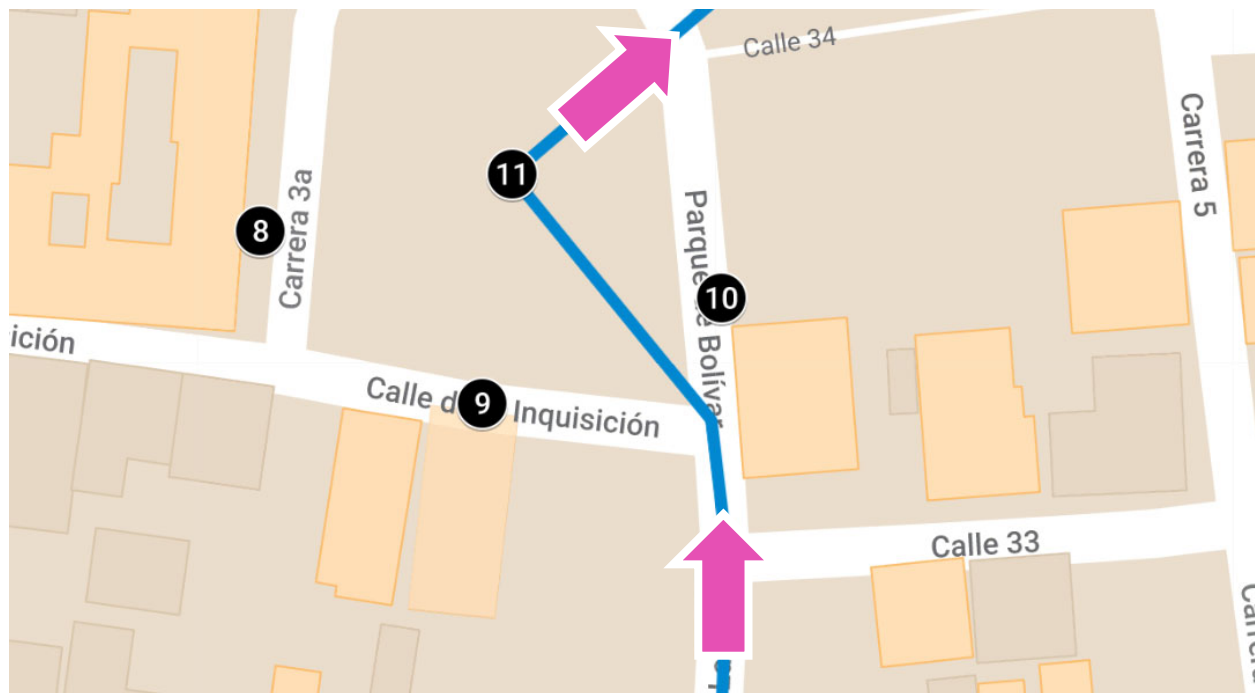 Calle 34
Carrera 5
11
Carrera 3a
8
Parque de Bolívar
10
ición
Calle de
9
Inquisición
Calle 33